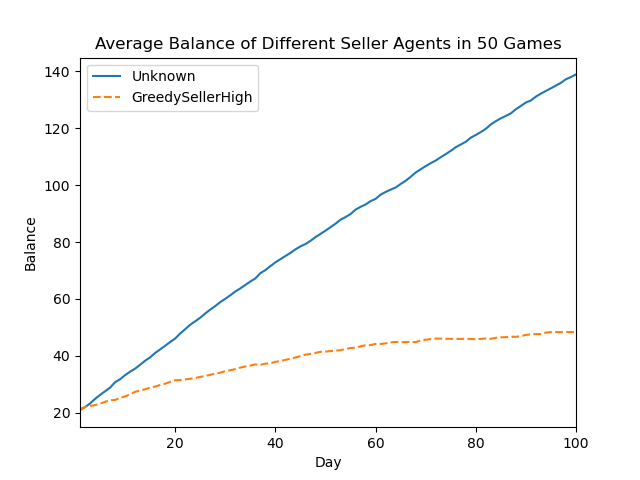 Average Balance of Different Seller Agents in 50 Games
Unknown
GreedySellerHigh
140
120
100
80
60
40
20
Balance
20 40 60 80 100
Day